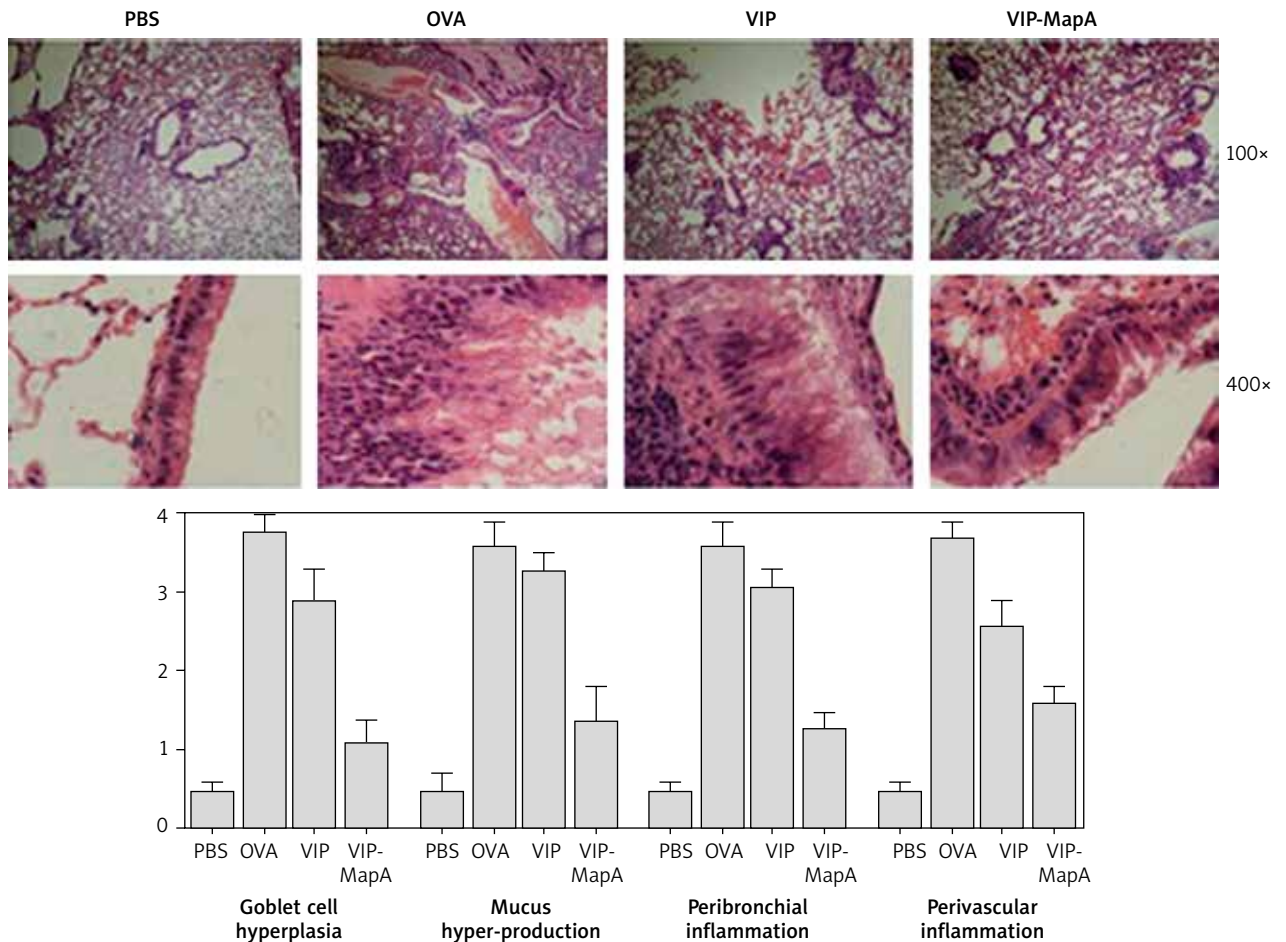 PBS OVA VIP VIP-MapA
100×
400×
4
3
2
1
0
PBS OVA VIP VIP- PBS OVA VIP VIP- PBS OVA VIP VIP- PBS OVA VIP VIP-
MapA MapA MapA MapA
Goblet cell Mucus Peribronchial Perivascular
hyperplasia hyper-production inflammation inflammation